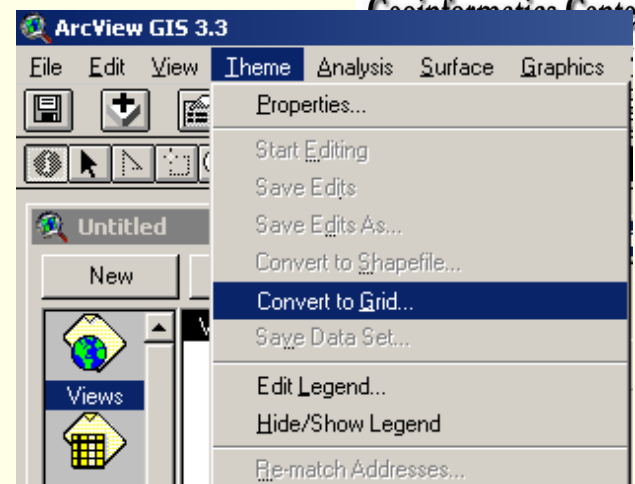 Geoinformatics Cente
ArcView GIS 3.3
File Edit View Theme Analysis Surface Graphics
Properties...
Start Editing
Save Edits
Save Edits As...
Convert to Shapefile...
Convert to Grid...
Save Data Set...
Edit Legend...
Hide/Show Legend
Re-match Addresses...
Untitled
New
V
Views